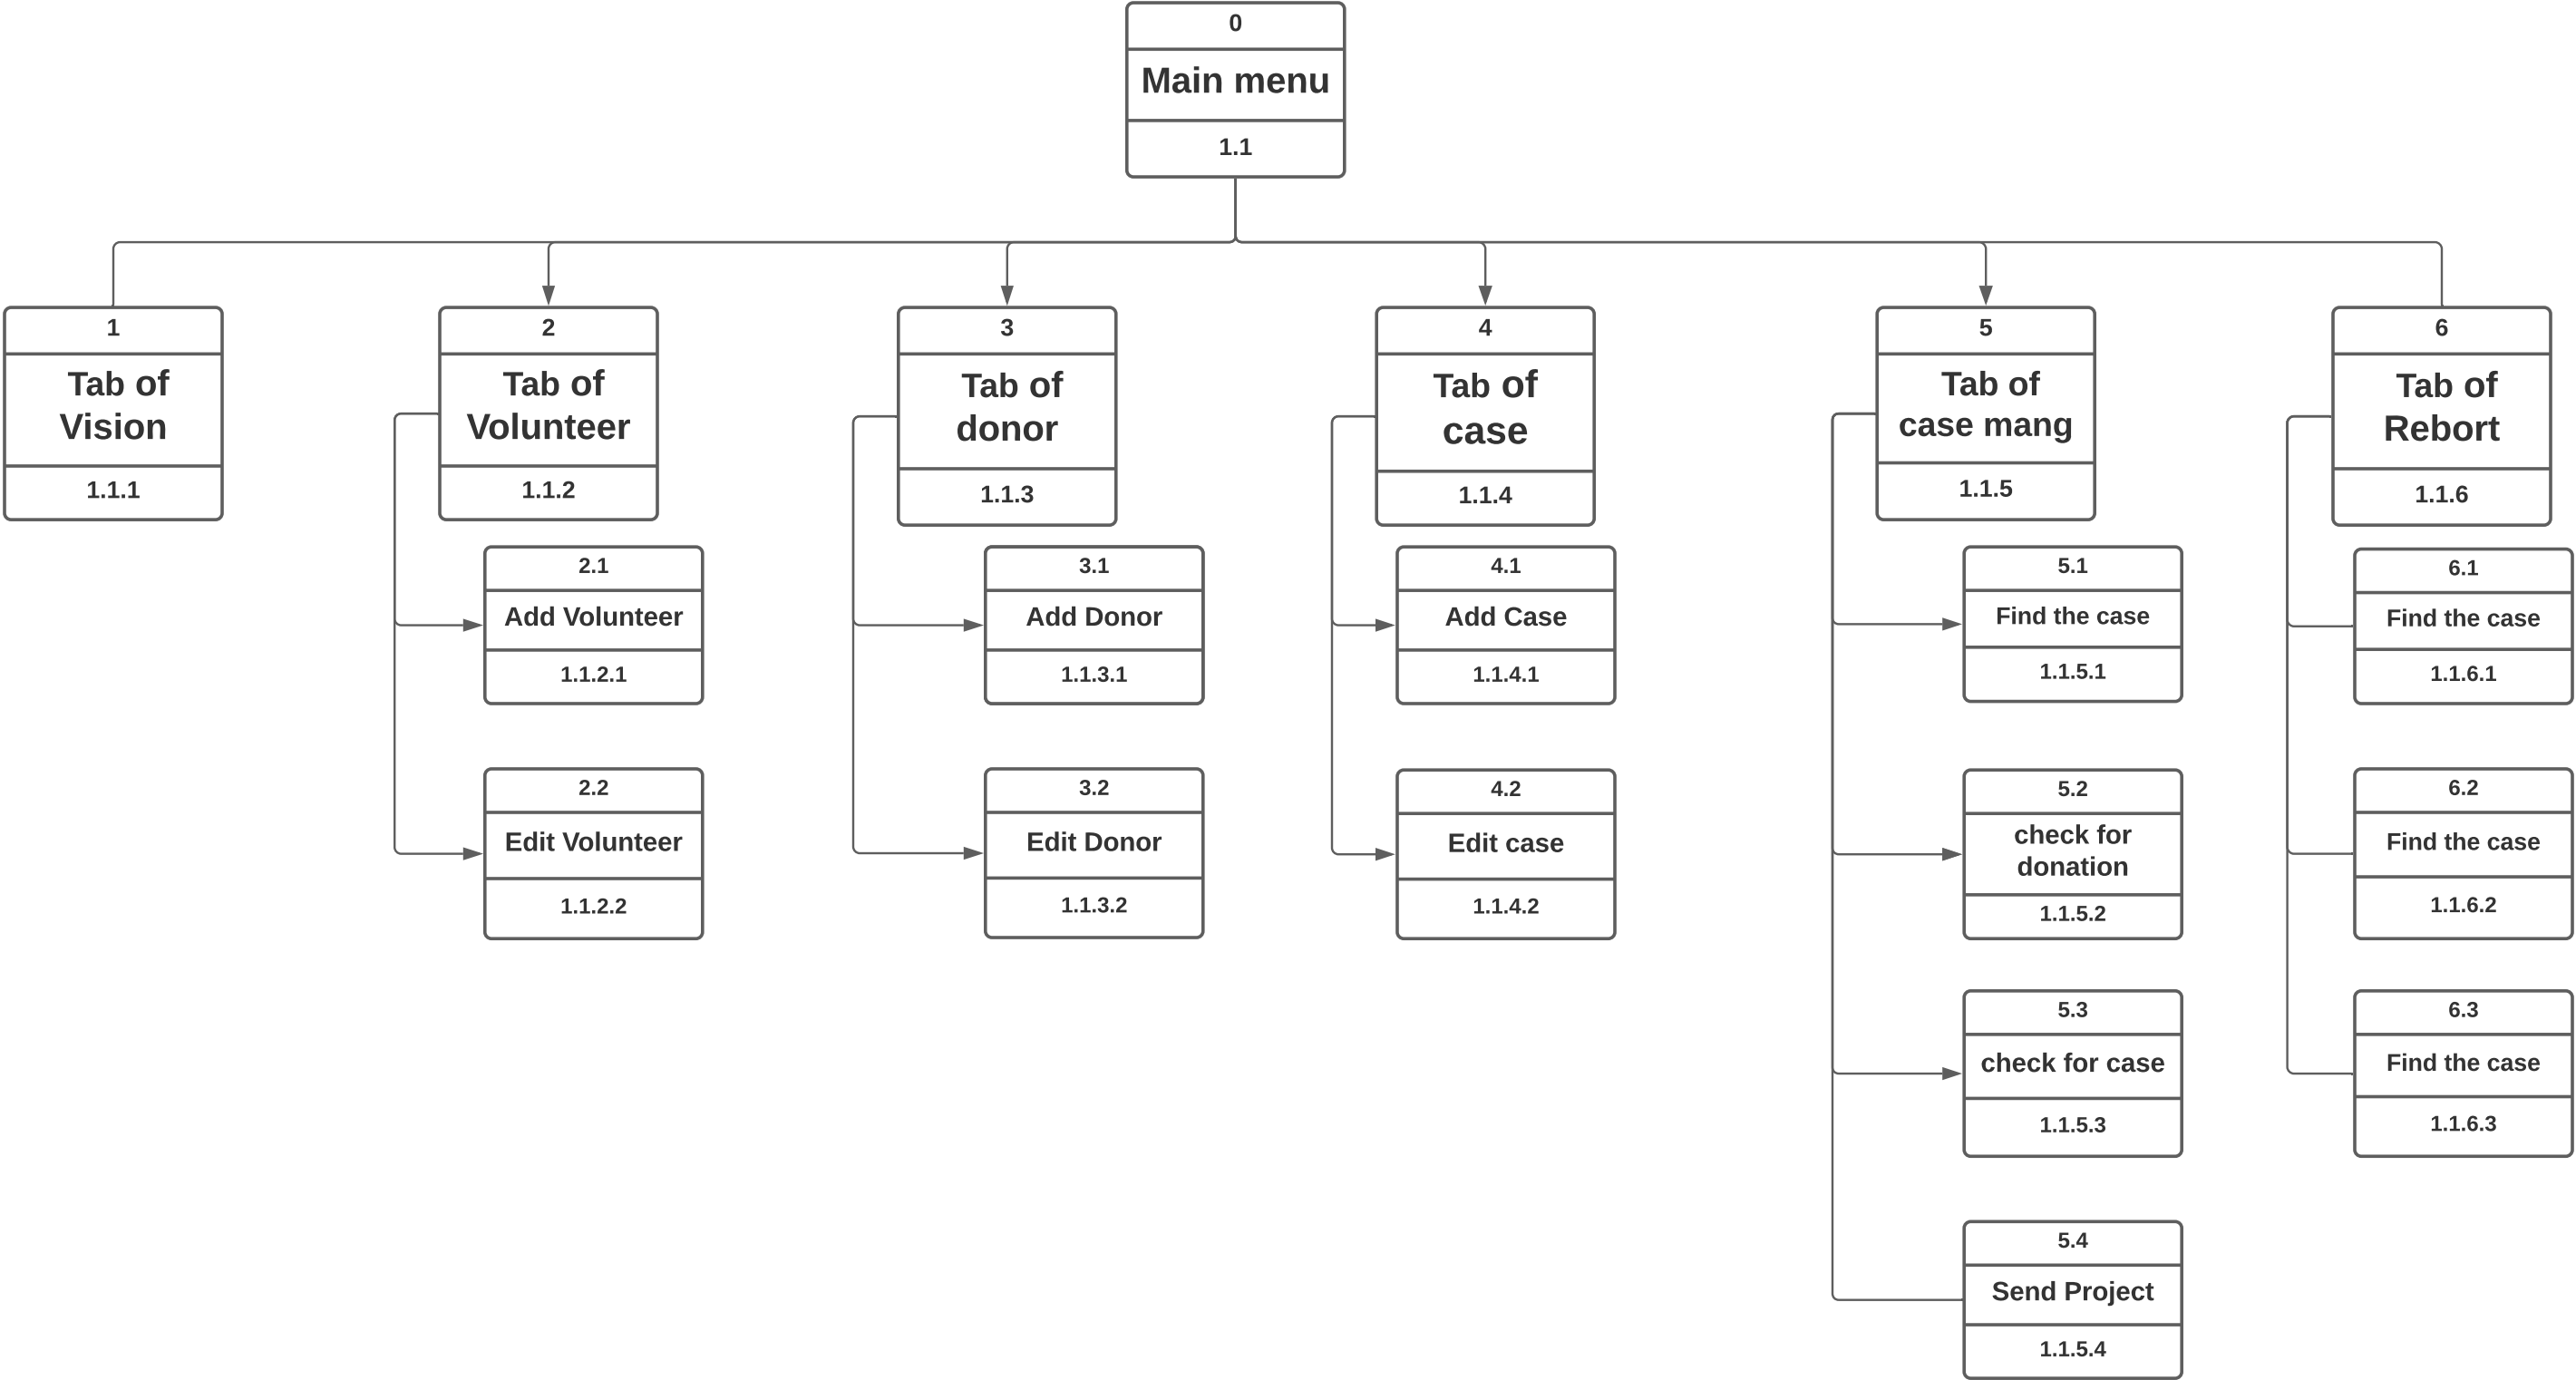 0
Main menu
1.1
1
Tab of
Vision
1.1.1
2
Tab of
Volunteer
1.1.2
3
Tab of
donor
1.1.3
4
Tab of
case
1.1.4
5
Tab of
case mang
1.1.5
6
Tab of
Rebort
1.1.6
2.1
Add Volunteer
1.1.2.1
2.2
Edit Volunteer
1.1.2.2
3.1
Add Donor
1.1.3.1
3.2
Edit Donor
1.1.3.2
4.1
Add Case
1.1.4.1
4.2
Edit case
1.1.4.2
5.1
Find the case
1.1.5.1
5.2
check for
donation
1.1.5.2
5.3
check for case
1.1.5.3
5.4
Send Project
1.1.5.4
6.1
Find the case
1.1.6.1
6.2
Find the case
1.1.6.2
6.3
Find the case
1.1.6.3